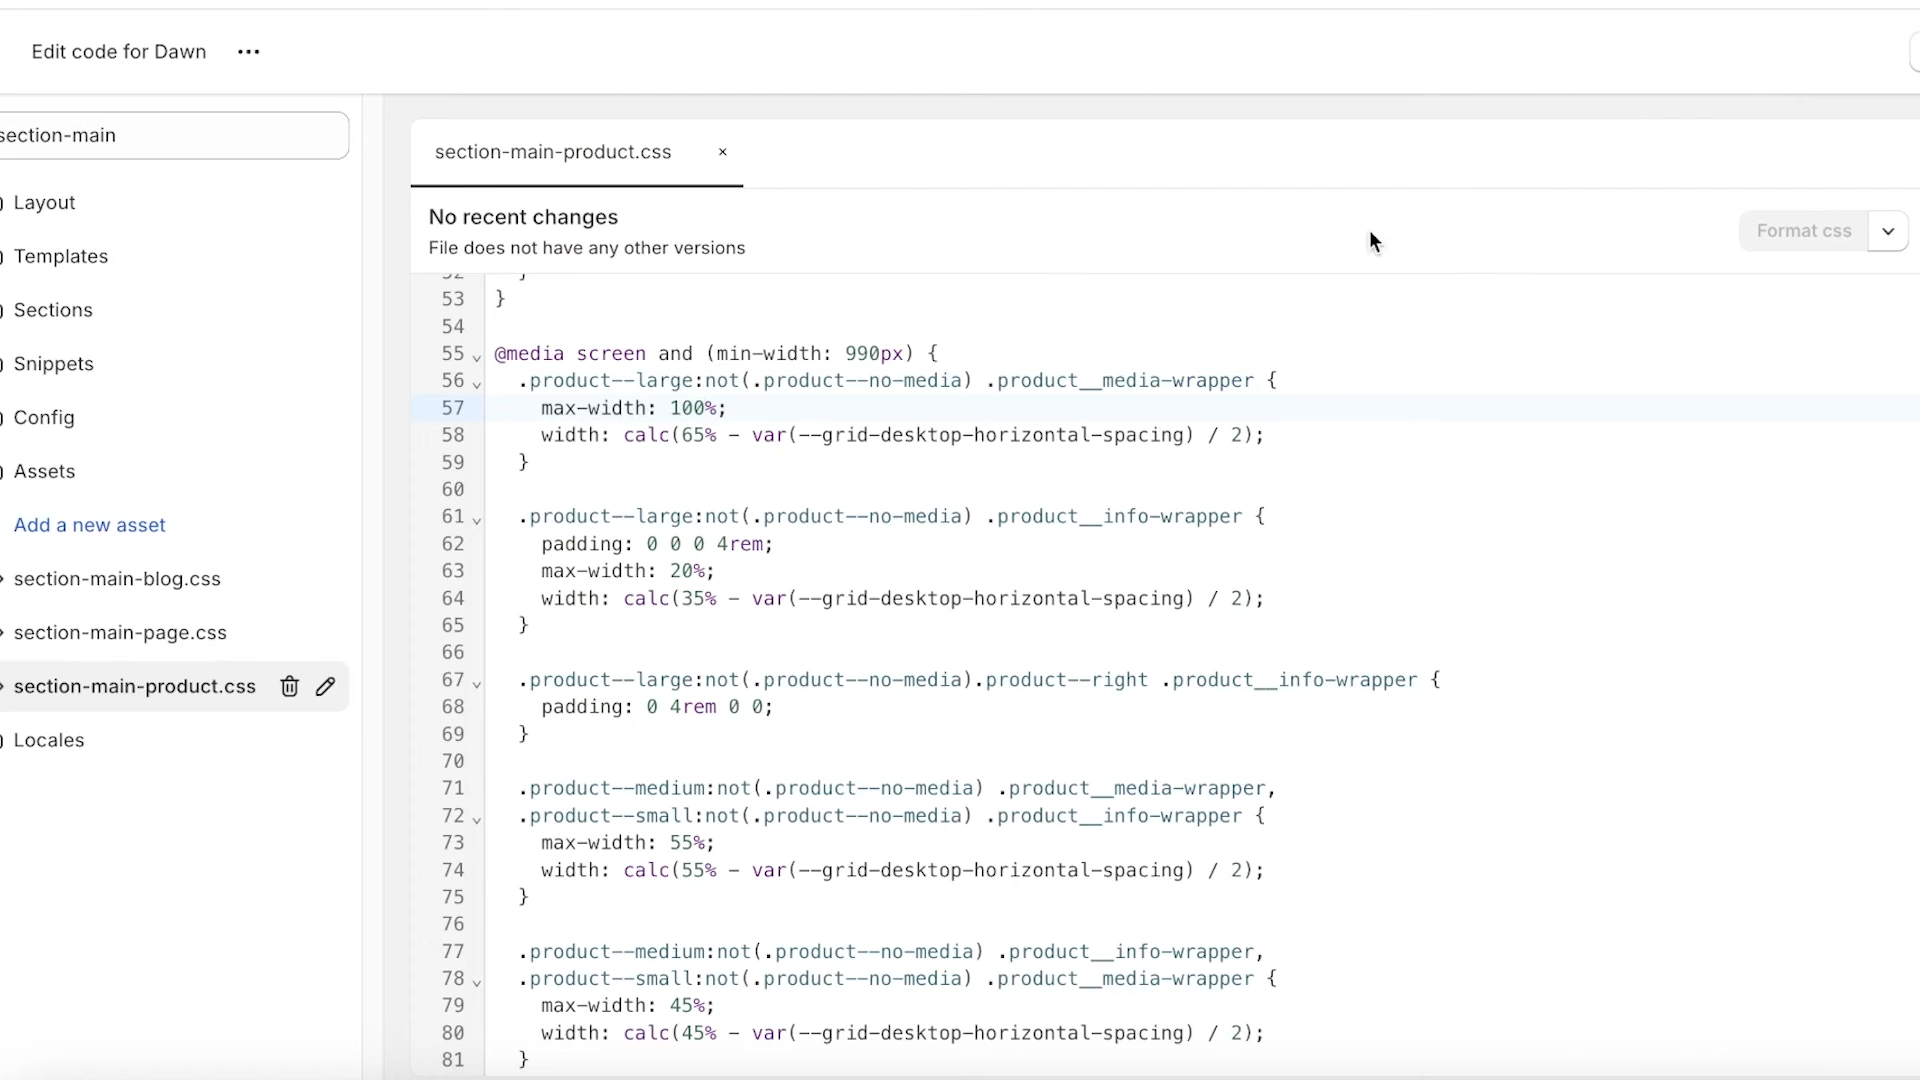 Edit code for Dawn
section-main
Layout
Templates
Sections
Snippets
Config
Assets
Add a new asset
section-main-blog.css
section-main-page.css
section-main-product.css
Locales
section-main-product.css ×
No recent changes
File does not have any other versions
Format css
52 }
53 }
54
55 @media screen and (min-width: 990px) {
56 .product--large:not(.product--no-media) .product__media-wrapper {
57 max-width: 100%;
58 width: calc(65% - var(--grid-desktop-horizontal-spacing) / 2);
59 }
60
61 .product--large:not(.product--no-media) .product__info-wrapper {
62 padding: 0 0 0 4rem;
63 max-width: 20%;
64 width: calc(35% - var(--grid-desktop-horizontal-spacing) / 2);
65 }
66
67 .product--large:not(.product--no-media).product--right .product__info-wrapper {
68 padding: 0 4rem 0 0;
69 }
70
71 .product--medium:not(.product--no-media) .product__media-wrapper,
72 .product--small:not(.product--no-media) .product__info-wrapper {
73 max-width: 55%;
74 width: calc(55% - var(--grid-desktop-horizontal-spacing) / 2);
75 }
76
77 .product--medium:not(.product--no-media) .product__info-wrapper,
78 .product--small:not(.product--no-media) .product__media-wrapper {
79 max-width: 45%;
80 width: calc(45% - var(--grid-desktop-horizontal-spacing) / 2);
81 }